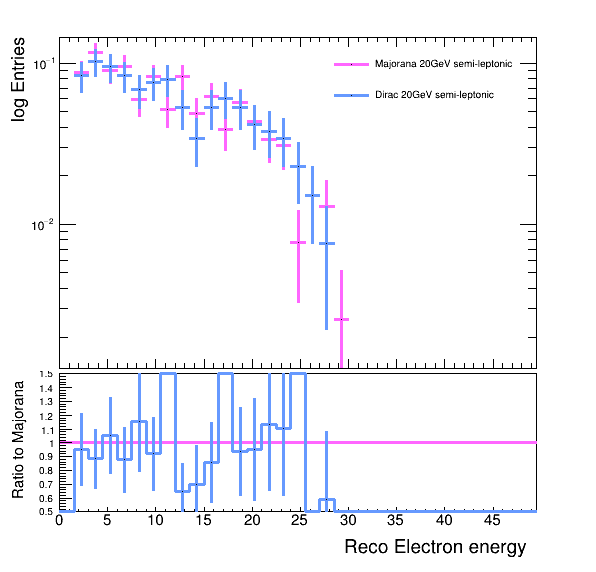 log Entries
10⁻¹
10⁻²
Majorana 20GeV semi-leptonic
Dirac 20GeV semi-leptonic
Ratio to Majorana
1.5
1.4
1.3
1.2
1.1
1
0.9
0.8
0.7
0.6
0.5
0 5 10 15 20 25 30 35 40 45
Reco Electron energy